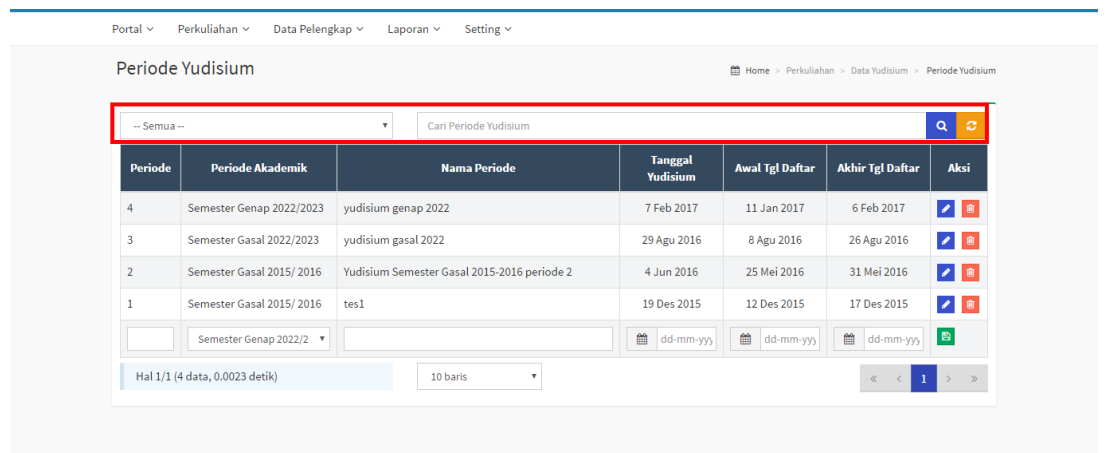 Portal Perkuliahan Data Pelengkap Laporan Setting
Periode Yudisium
Home > Perkuliahan > Data Yudisium > Periode Yudisium
-- Semua -- Cari Periode Yudisium
Periode Periode Akademik Nama Periode Tanggal Yudisium Awal Tgl Daftar Akhir Tgl Daftar Aksi
4 Semester Genap 2022/2023 yudisium genap 2022 7 Feb 2017 11 Jan 2017 6 Feb 2017
3 Semester Gasal 2022/2023 yudisium gasal 2022 29 Agu 2016 8 Agu 2016 26 Agu 2016
2 Semester Gasal 2015/ 2016 Yudisium Semester Gasal 2015-2016 periode 2 4 Jun 2016 25 Mei 2016 31 Mei 2016
1 Semester Gasal 2015/ 2016 tes1 19 Des 2015 12 Des 2015 17 Des 2015
Semester Genap 2022/2 dd-mm-yyy dd-mm-yyy dd-mm-yyy
Hal 1/1 (4 data, 0.0023 detik) 10 baris « < 1 > »